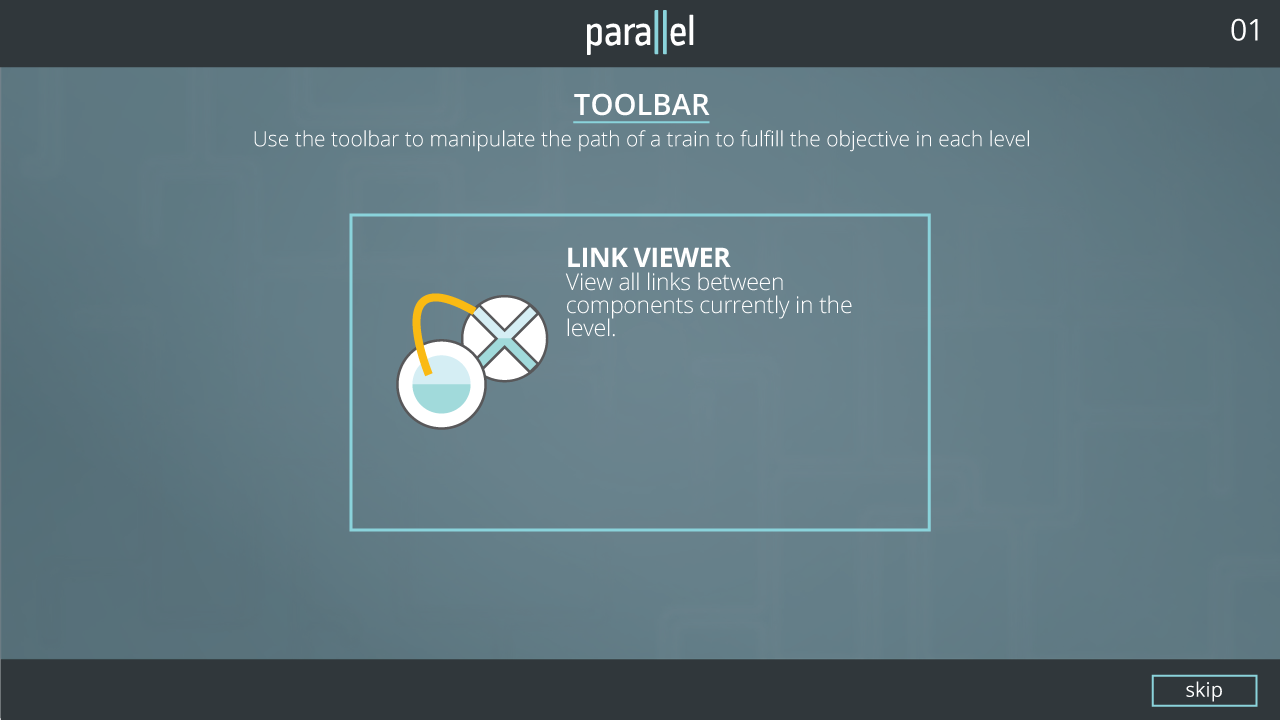 parallel
01
TOOLBAR
Use the toolbar to manipulate the path of a train to fulfill the objective in each level
LINK VIEWER
View all links between
components currently in the
level.
skip